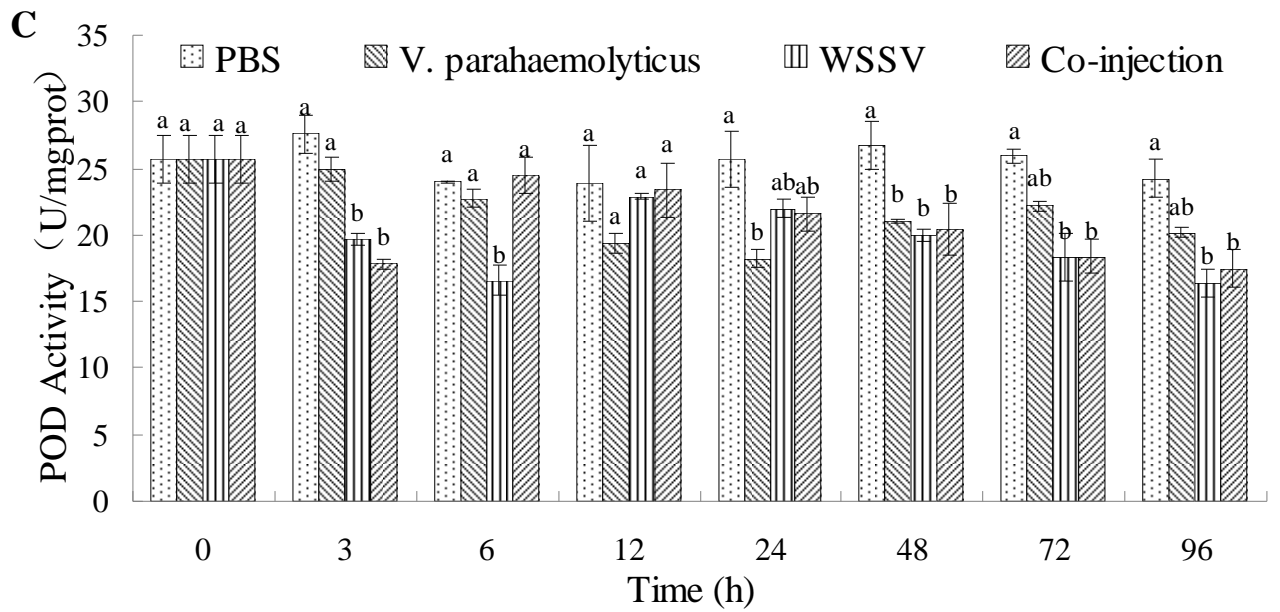 C
35
PBS V. parahaemolyticus WSSV Co-injection
30
25
20
15
10
5
0
POD Activity (U/mgprot)
a a a a
a a b b
a a b a
a a a a
a b ab ab
a b b b
a ab b b
a ab b b
0 3 6 12 24 48 72 96
Time (h)